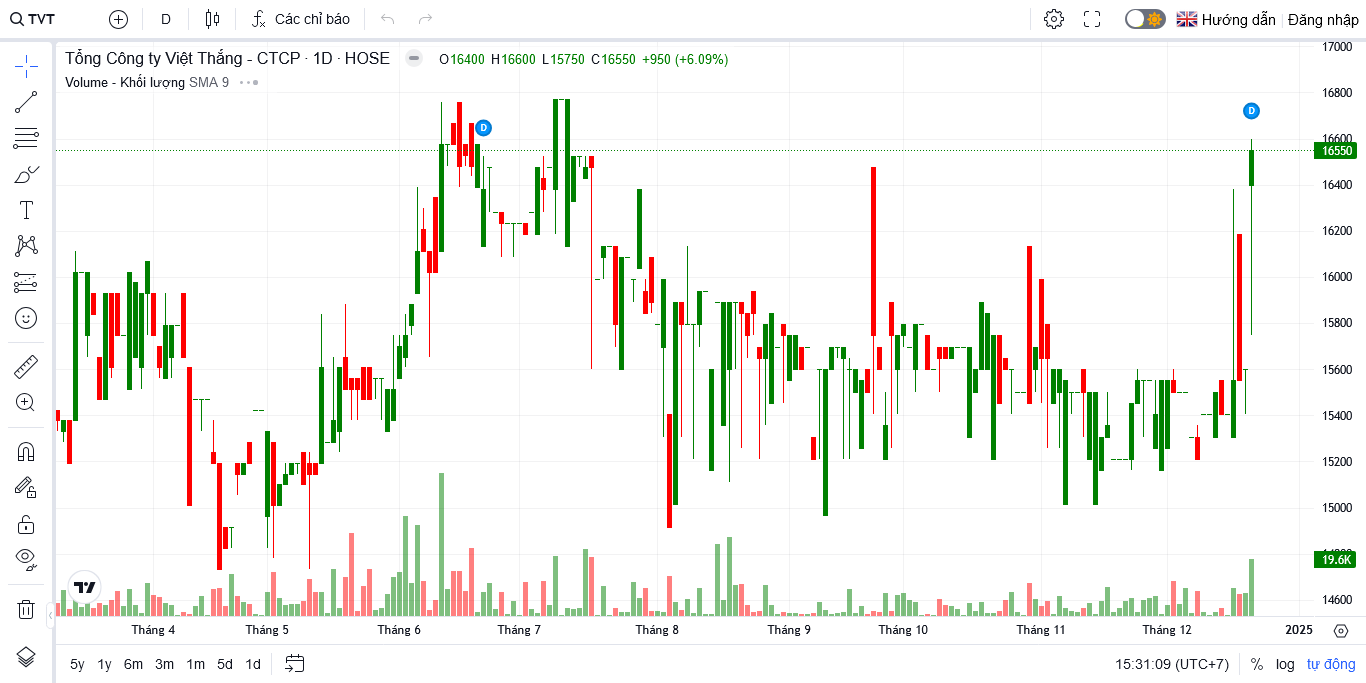 TVT D Các chỉ báo Hướng dẫn Đăng nhập
Tổng Công ty Việt Thắng - CTCP · 1D · HOSE O16400 H16600 L15750 C16550 +950 (+6.09%)
Volume - Khối lượng SMA 9
D
D
17000
16800
16600
16550
16400
16200
16000
15800
15600
15400
15200
15000
19.6K
14600
Tháng 4 Tháng 5 Tháng 6 Tháng 7 Tháng 8 Tháng 9 Tháng 10 Tháng 11 Tháng 12 2025
5y 1y 6m 3m 1m 5d 1d 15:31:09 (UTC+7) % log tự động